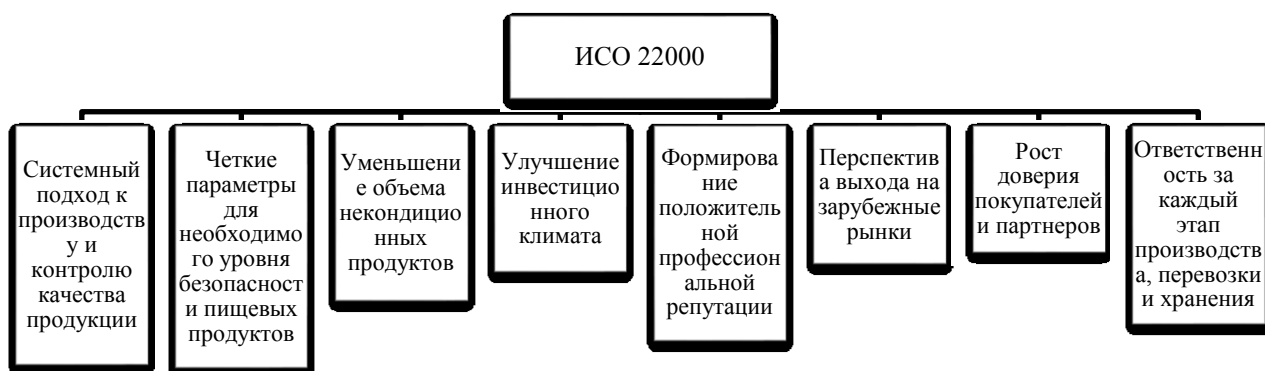 ИСО 22000
Системный
подход к
производств
у и
контролю
качества
продукции
Четкие
параметры
для
необходимо
го уровня
безопасност
и пищевых
продуктов
Уменьшени
е объема
некондицио
нных
продуктов
Улучшение
инвестицио
нного
климата
Формирова
ние
положитель
ной
профессион
альной
репутации
Перспектив
а выхода на
зарубежные
рынки
Рост
доверия
покупателей
и партнеров
Ответственн
ость за
каждый
этап
производств
а, перевозки
и хранения